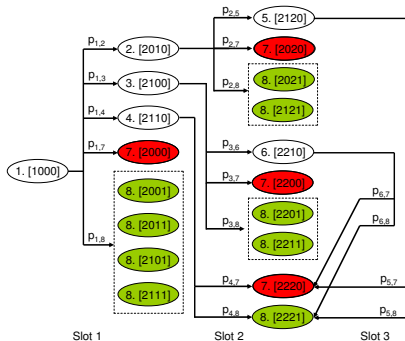 p2,5
5. [2120]
p1,2
2. [2010]
p2,7
7. [2020]
p1,3
3. [2100]
p2,8
8. [2021]
8. [2121]
p1,4
4. [2110]
p1,7
7. [2000]
p3,6
6. [2210]
1. [1000]
p3,7
7. [2200]
p6,7
8. [2001]
p3,8
8. [2201]
p6,8
8. [2011]
8. [2211]
p1,8
8. [2101]
p4,7
7. [2220]
p5,7
8. [2111]
p4,8
8. [2221]
p5,8
Slot 1
Slot 2
Slot 3